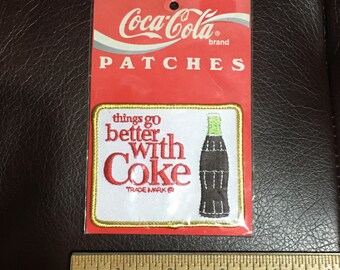 Coca-Cola®
brand
PATCHES
things go
better
with
Coke
TRADE MARK ®